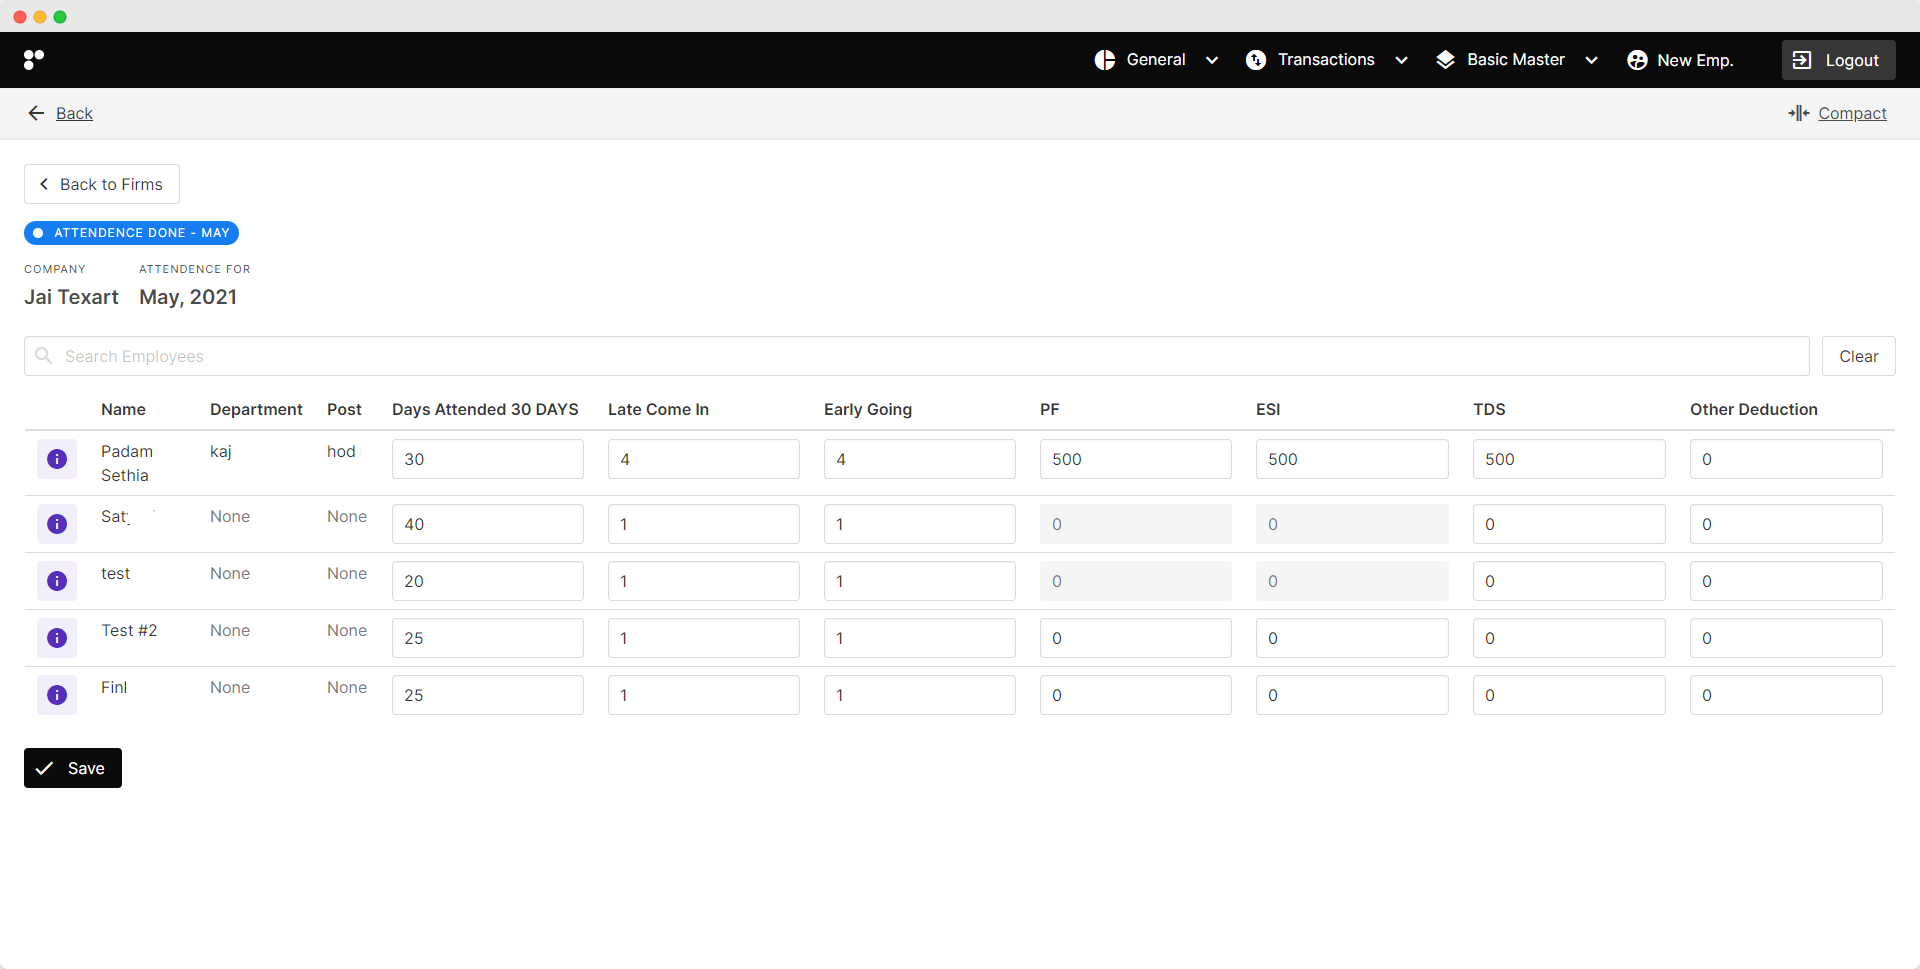 General Transactions Basic Master New Emp. Logout
Back Compact
Back to Firms
ATTENDENCE DONE - MAY
COMPANY ATTENDENCE FOR
Jai Texart May, 2021
Search Employees Clear
Name Department Post Days Attended 30 DAYS Late Come In Early Going PF ESI TDS Other Deduction
Padam kaj hod 30 4 4 500 500 500 0
Sethia
None None 40 1 1 0 0 0 0
test None None 20 1 1 0 0 0 0
Test #2 None None 25 1 1 0 0 0 0
Finl None None 25 1 1 0 0 0 0
Save